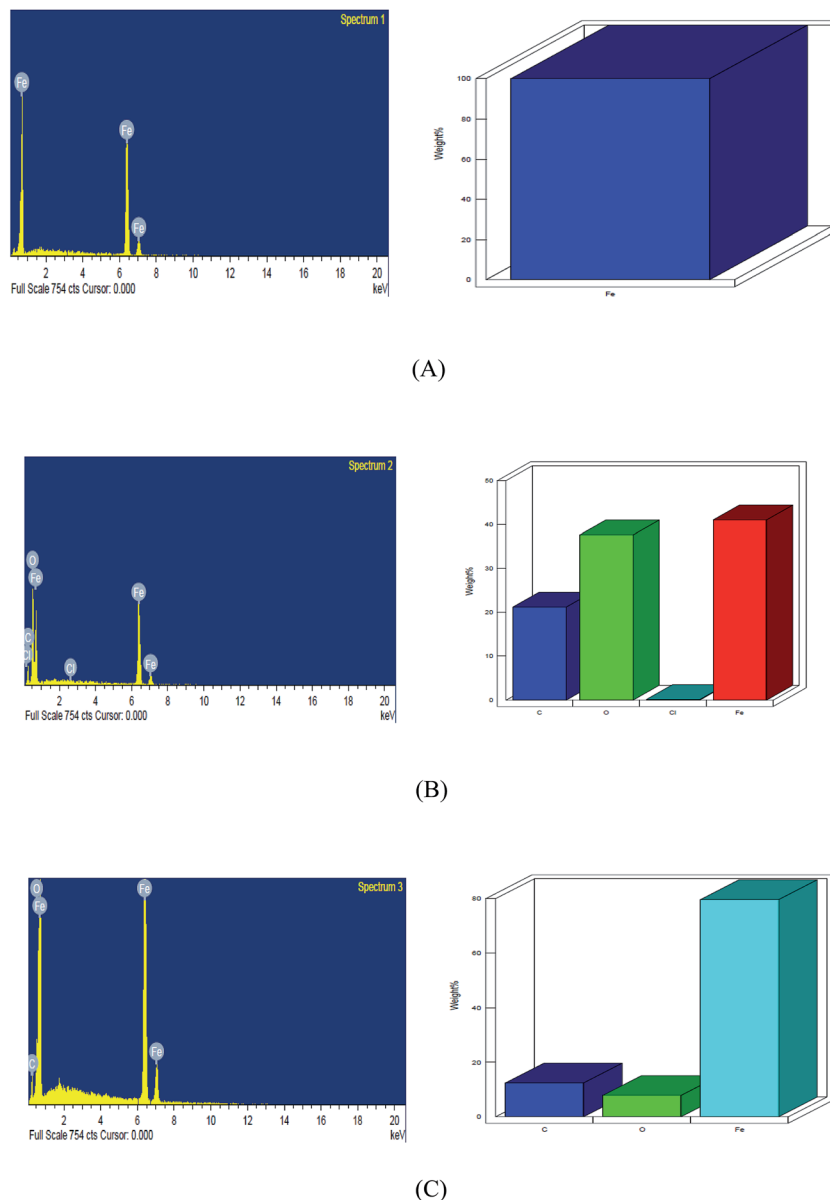 Spectrum 1
Fe
Fe
Fe
2 4 6 8 10 12 14 16 18 20
Full Scale 754 cts Cursor: 0.000 keV
Weight%
100
80
60
40
20
0
Fe
(A)
Spectrum 2
O
Fe
C
Cl
Cl
Fe
Fe
2 4 6 8 10 12 14 16 18 20
Full Scale 754 cts Cursor: 0.000 keV
Weight%
50
40
30
20
10
0
C O Cl Fe
(B)
Spectrum 3
O
Fe
C
Fe
Fe
2 4 6 8 10 12 14 16 18 20
Full Scale 754 cts Cursor: 0.000 keV
Weight%
80
60
40
20
0
C O Fe
(C)